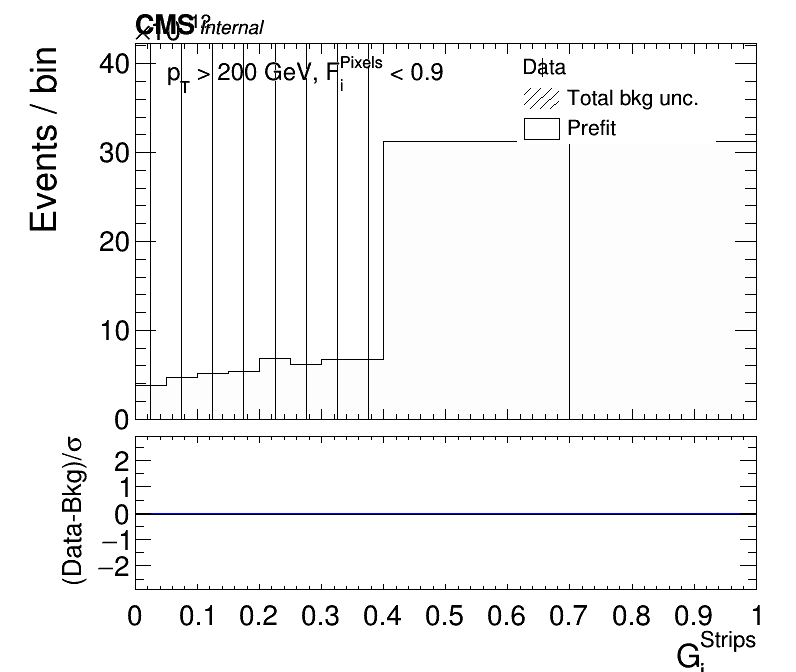 CMS Internal
×10¹²
p_T > 200 GeV, F_i^Pixels < 0.9
Data
Total bkg unc.
Prefit
Events / bin
40
30
20
10
0
(Data-Bkg)/σ
2
1
0
−1
−2
0 0.1 0.2 0.3 0.4 0.5 0.6 0.7 0.8 0.9 1
G_i^Strips